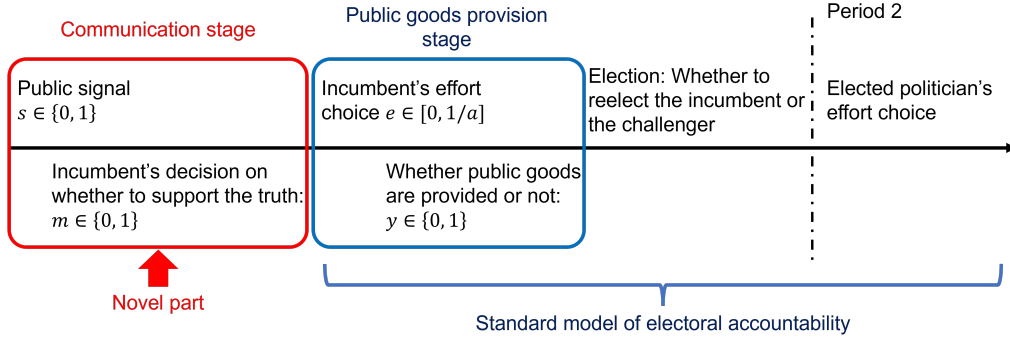 Communication stage
Public goods provision
stage
Period 2
Public signal
s ∈ {0, 1}
Incumbent's effort
choice e ∈ [0, 1/a]
Election: Whether to
reelect the incumbent or
the challenger
Elected politician's
effort choice
Incumbent's decision on
whether to support the truth:
m ∈ {0, 1}
Whether public goods
are provided or not:
y ∈ {0, 1}
Novel part
Standard model of electoral accountability